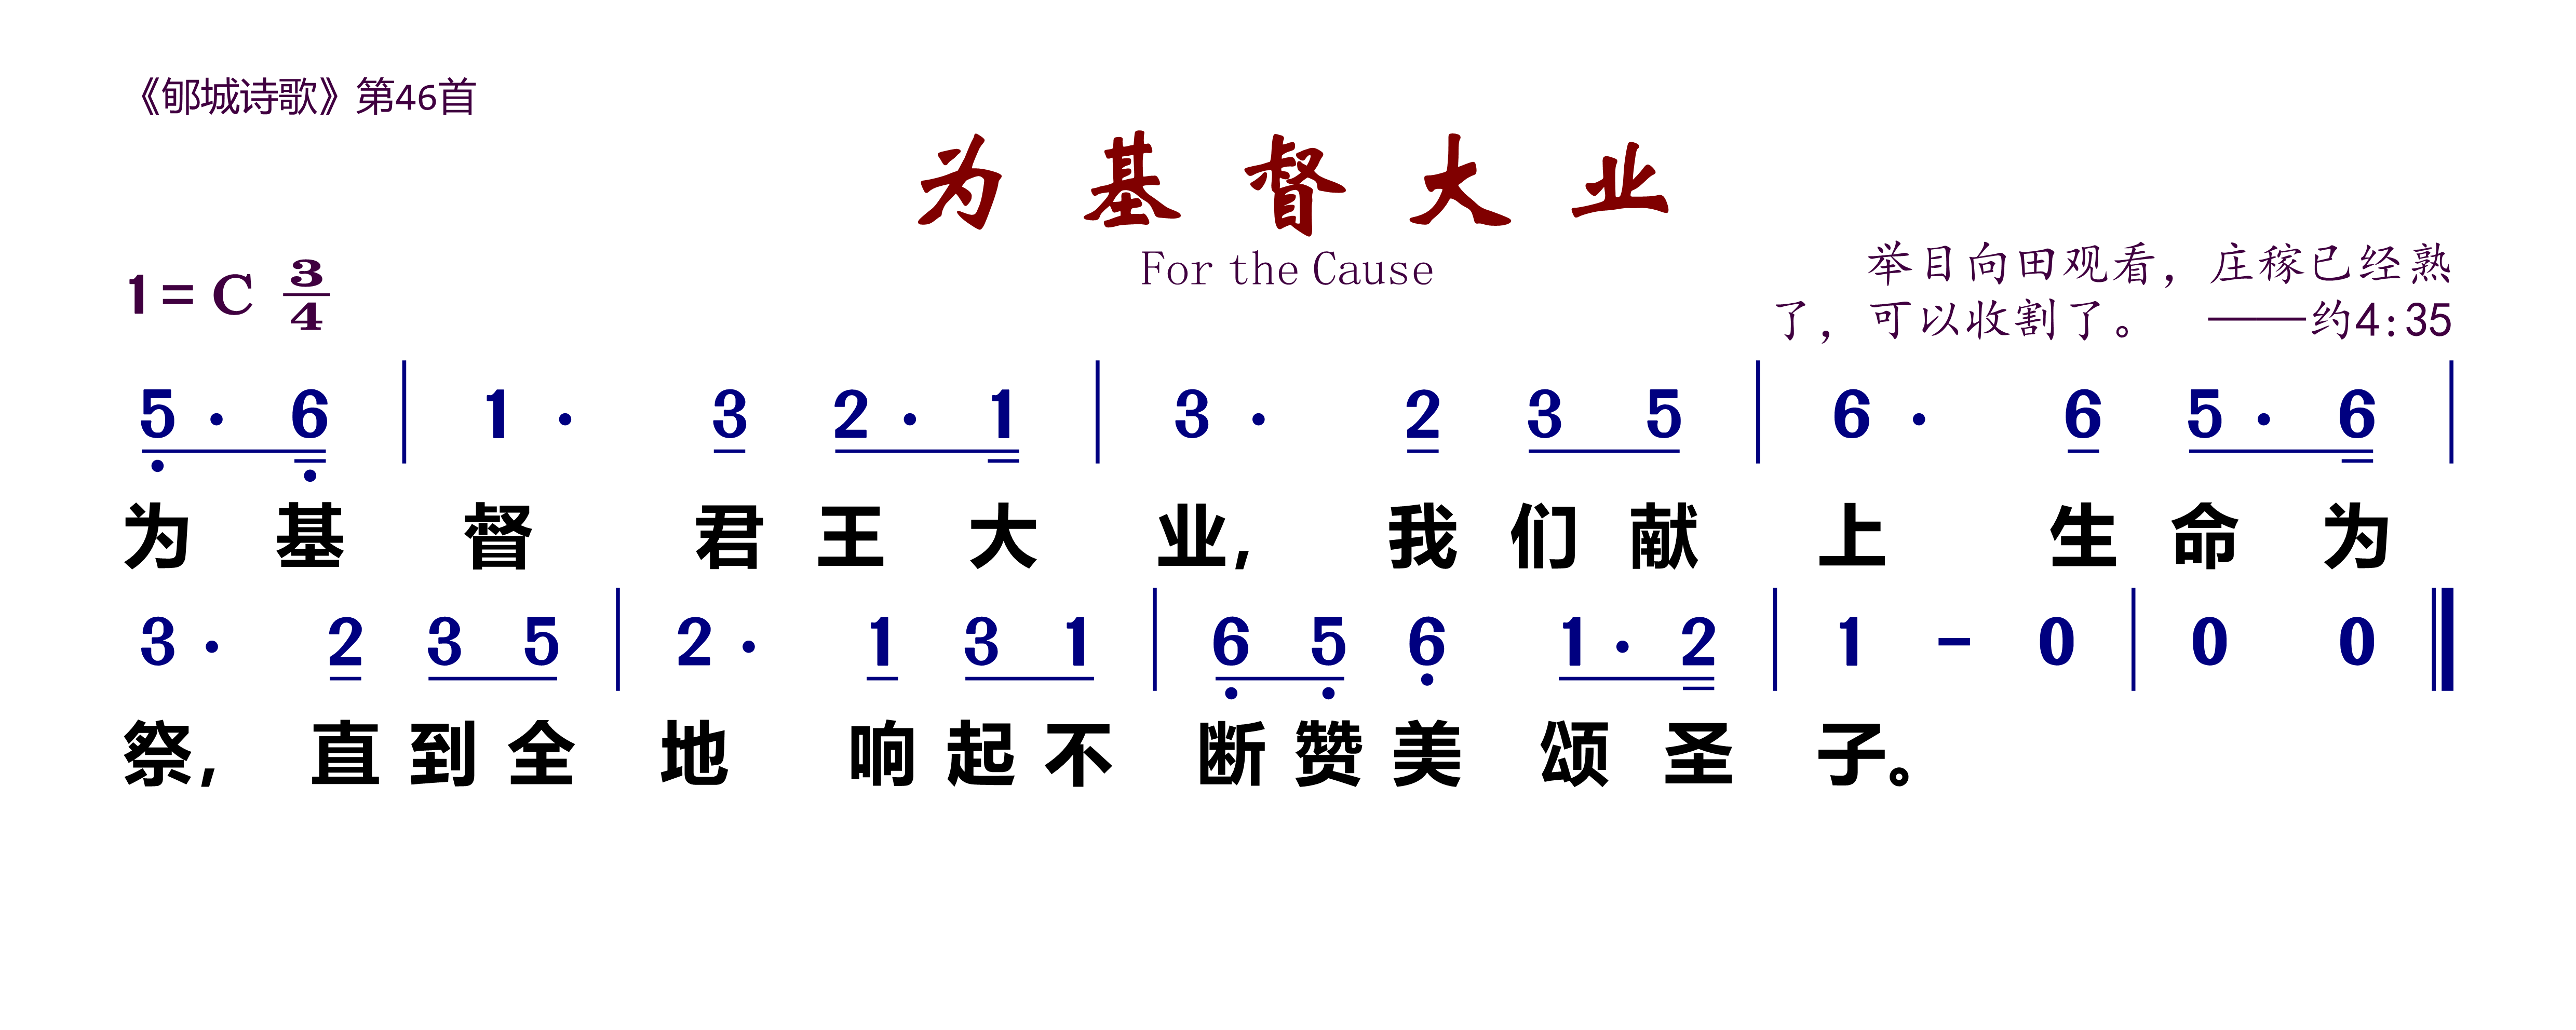 《郇城诗歌》第46首
为基督大业
For the Cause
举目向田观看，庄稼已经熟
了，可以收割了。 ——约4:35
1=C 3/4
5· 6 | 1· 3 2· 1 | 3· 2 3 5 | 6· 6 5· 6 |
为 基 督 君 王 大 业, 我 们 献 上 生 命 为
3· 2 3 5 | 2· 1 3 1 | 6 5 6 1· 2 | 1 - 0 | 0 0 ‖
祭, 直 到 全 地 响 起 不 断 赞 美 颂 圣 子。